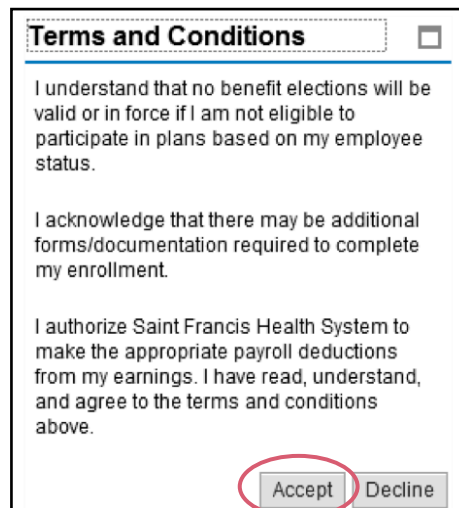 Terms and Conditions
I understand that no benefit elections will be
valid or in force if I am not eligible to
participate in plans based on my employee
status.
I acknowledge that there may be additional
forms/documentation required to complete
my enrollment.
I authorize Saint Francis Health System to
make the appropriate payroll deductions
from my earnings. I have read, understand,
and agree to the terms and conditions
above.
Accept Decline